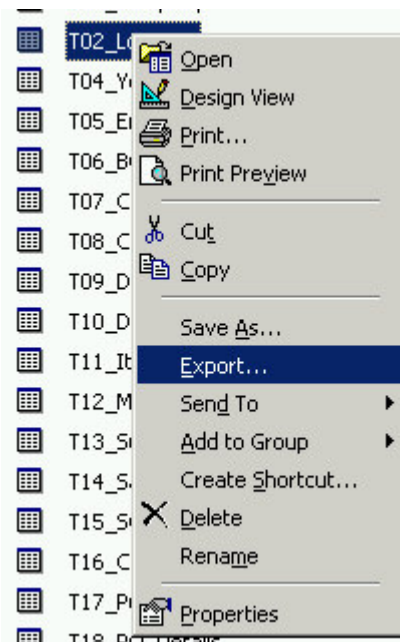 T02_Lo
Open
T04_Y
Design View
T05_E
Print...
T06_B
Print Preview
T07_C
Cut
T08_C
Copy
T09_D
T10_D
Save As...
T11_It
Export...
T12_M
Send To
T13_S
Add to Group
T14_S
Create Shortcut...
T15_S
Delete
T16_C
Rename
T17_P
Properties